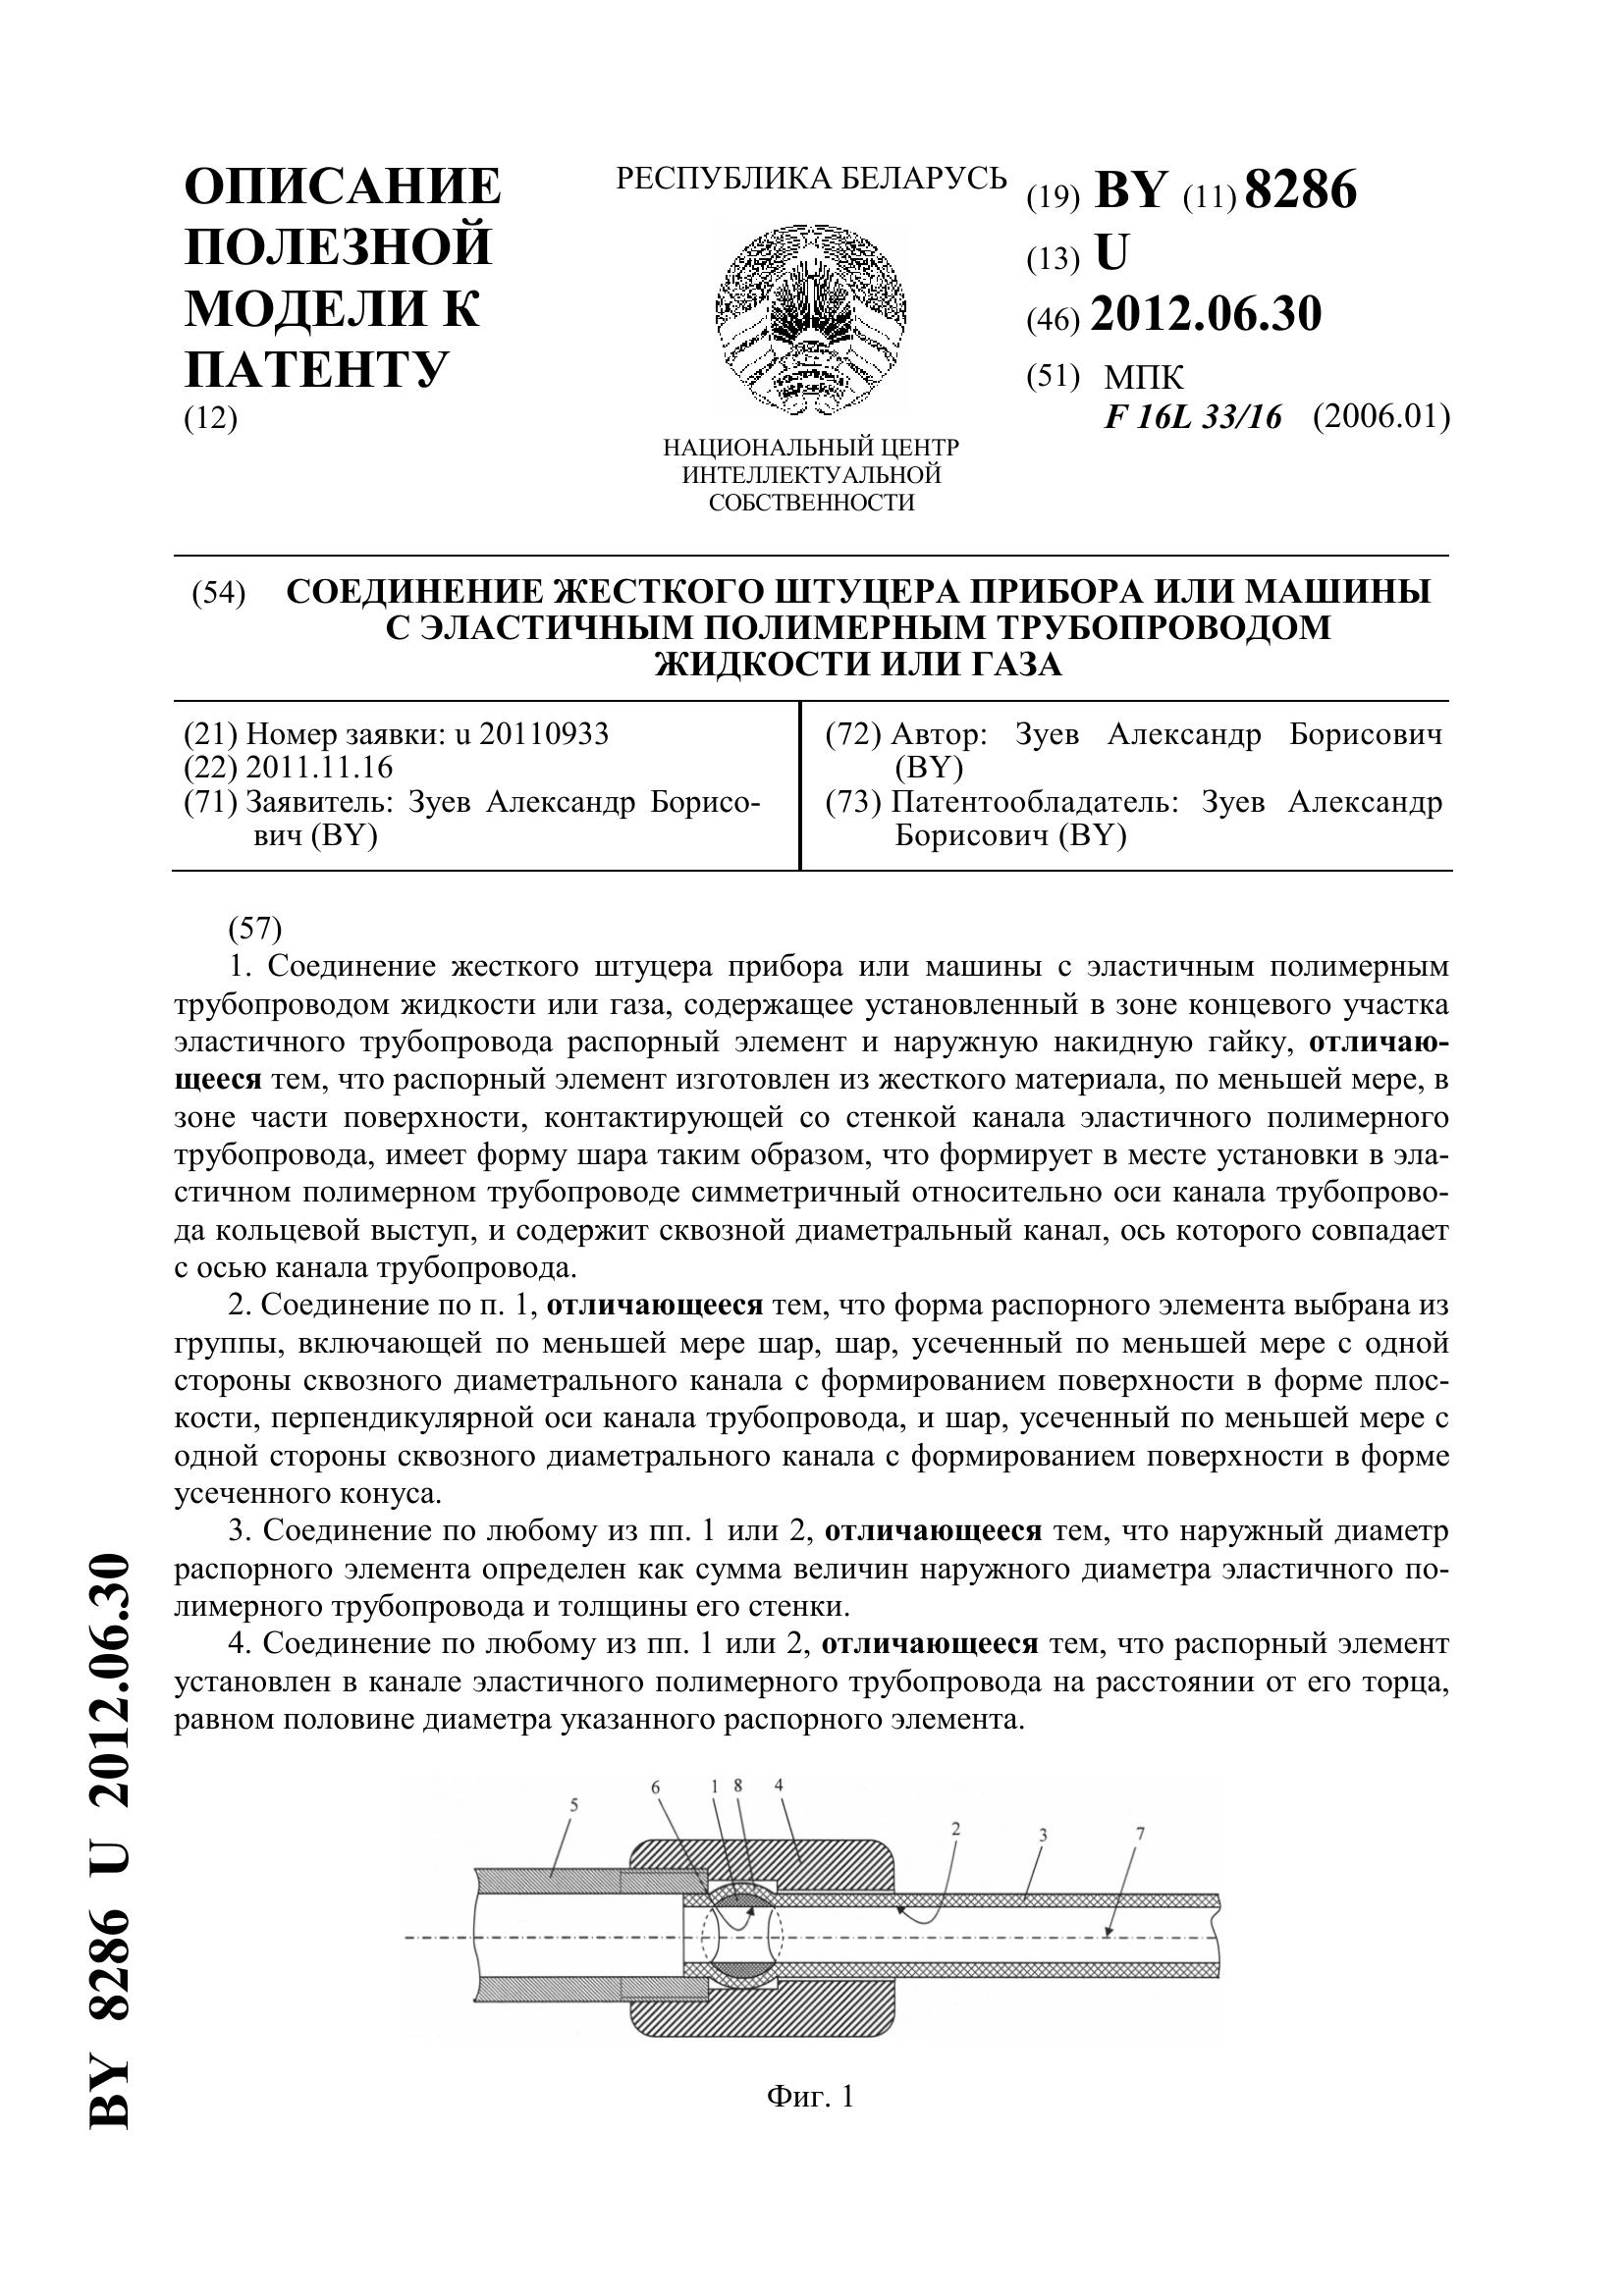 ОПИСАНИЕ
ПОЛЕЗНОЙ
МОДЕЛИ К
ПАТЕНТУ
(12)
РЕСПУБЛИКА БЕЛАРУСЬ
НАЦИОНАЛЬНЫЙ ЦЕНТР
ИНТЕЛЛЕКТУАЛЬНОЙ
СОБСТВЕННОСТИ
(19) BY (11) 8286
(13) U
(46) 2012.06.30
(51) МПК
F 16L 33/16 (2006.01)
(54) СОЕДИНЕНИЕ ЖЕСТКОГО ШТУЦЕРА ПРИБОРА ИЛИ МАШИНЫ
С ЭЛАСТИЧНЫМ ПОЛИМЕРНЫМ ТРУБОПРОВОДОМ
ЖИДКОСТИ ИЛИ ГАЗА
(21) Номер заявки: u 20110933
(22) 2011.11.16
(71) Заявитель: Зуев Александр Борисо-
вич (BY)
(72) Автор: Зуев Александр Борисович
(BY)
(73) Патентообладатель: Зуев Александр
Борисович (BY)
(57)
1. Соединение жесткого штуцера прибора или машины с эластичным полимерным
трубопроводом жидкости или газа, содержащее установленный в зоне концевого участка
эластичного трубопровода распорный элемент и наружную накидную гайку, отличаю-
щееся тем, что распорный элемент изготовлен из жесткого материала, по меньшей мере, в
зоне части поверхности, контактирующей со стенкой канала эластичного полимерного
трубопровода, имеет форму шара таким образом, что формирует в месте установки в эла-
стичном полимерном трубопроводе симметричный относительно оси канала трубопрово-
да кольцевой выступ, и содержит сквозной диаметральный канал, ось которого совпадает
с осью канала трубопровода.
2. Соединение по п. 1, отличающееся тем, что форма распорного элемента выбрана из
группы, включающей по меньшей мере шар, шар, усеченный по меньшей мере с одной
стороны сквозного диаметрального канала с формированием поверхности в форме плос-
кости, перпендикулярной оси канала трубопровода, и шар, усеченный по меньшей мере с
одной стороны сквозного диаметрального канала с формированием поверхности в форме
усеченного конуса.
3. Соединение по любому из пп. 1 или 2, отличающееся тем, что наружный диаметр
распорного элемента определен как сумма величин наружного диаметра эластичного по-
лимерного трубопровода и толщины его стенки.
4. Соединение по любому из пп. 1 или 2, отличающееся тем, что распорный элемент
установлен в канале эластичного полимерного трубопровода на расстоянии от его торца,
равном половине диаметра указанного распорного элемента.
5 6 1 8 4 2 3 7
Фиг. 1
BY 8286 U 2012.06.30